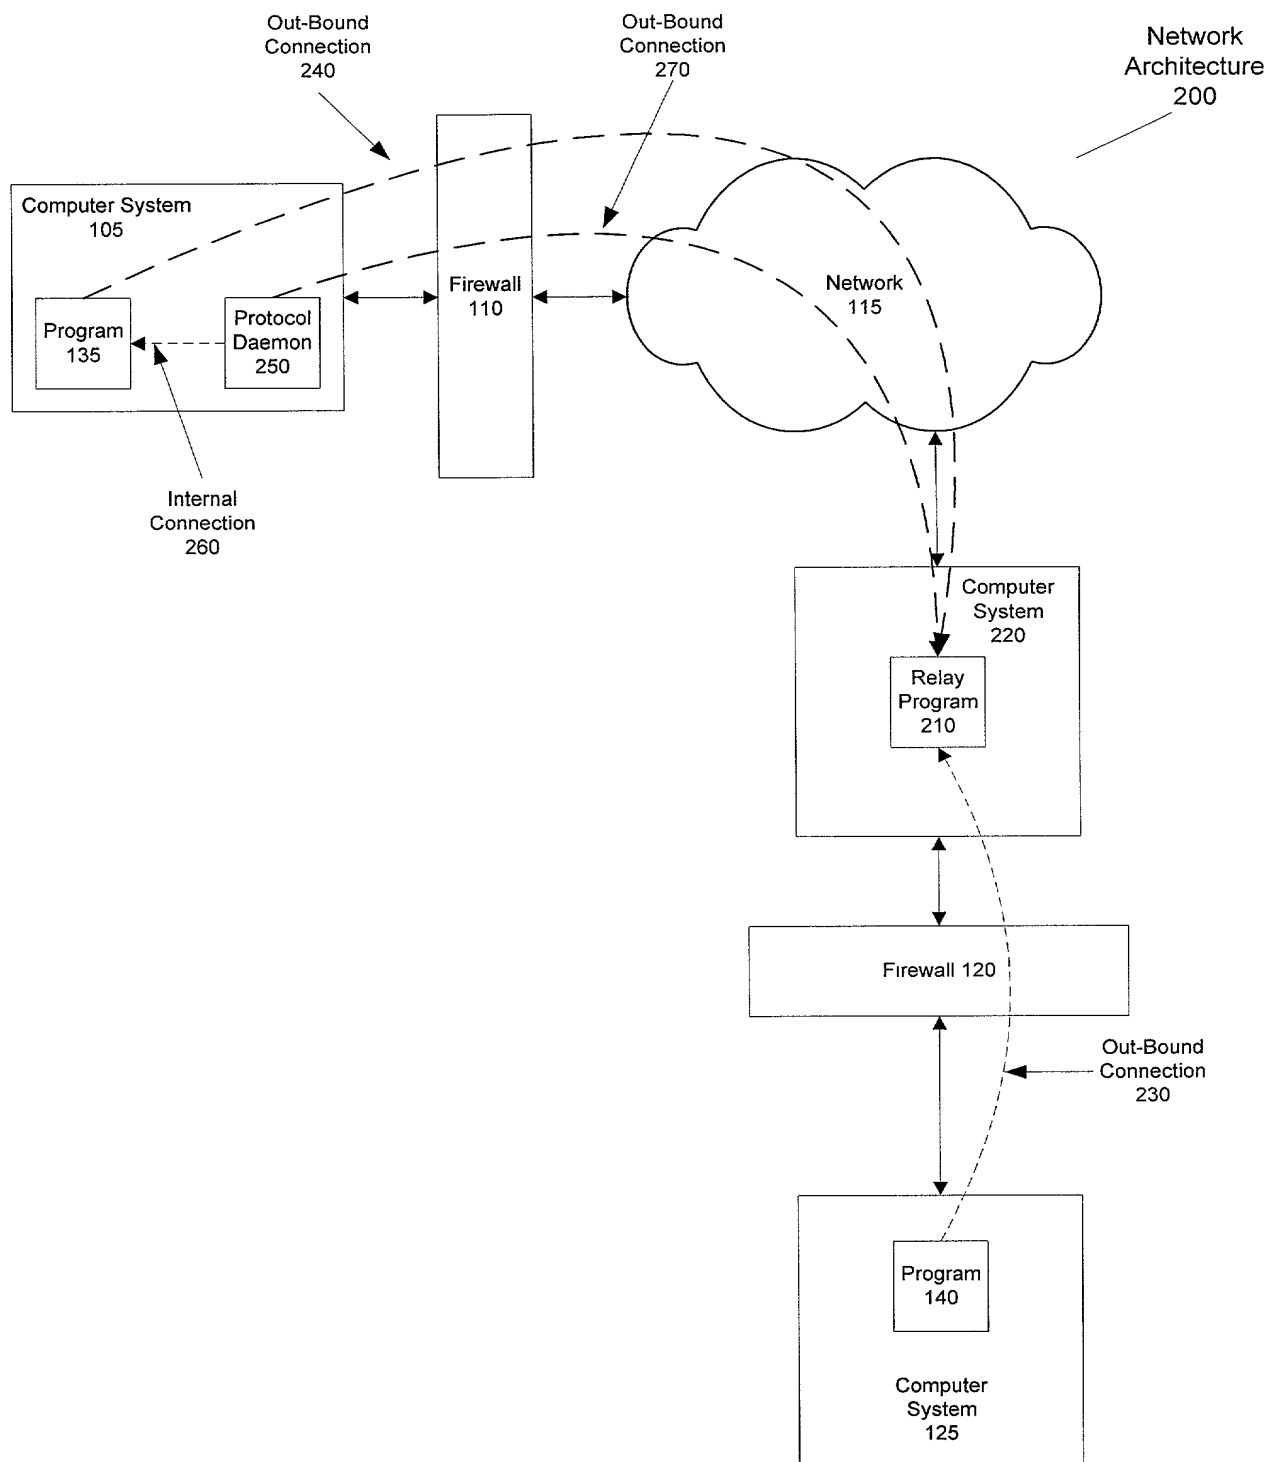 Out-Bound
Connection
240
Out-Bound
Connection
270
Network
Architecture
200
Computer System
105
Program
135
Protocol
Daemon
250
Firewall
110
Network
115
Internal
Connection
260
Computer
System
220
Relay
Program
210
Firewall 120
Out-Bound
Connection
230
Program
140
Computer
System
125